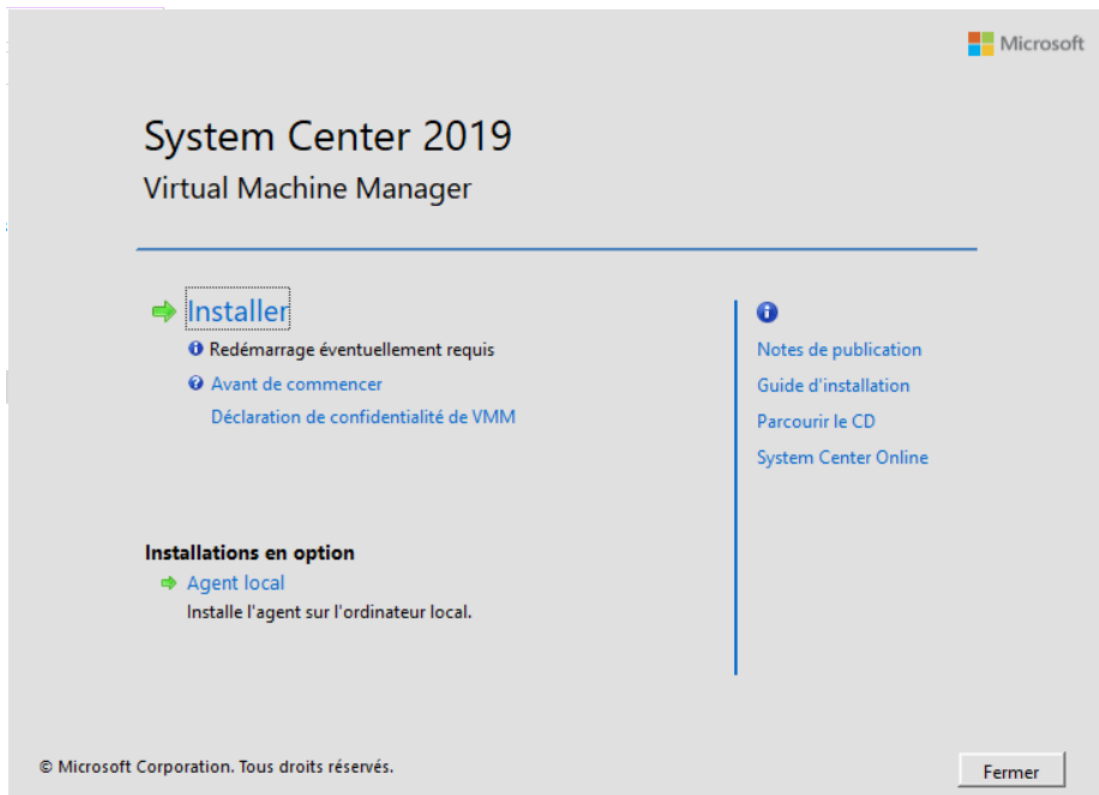 Microsoft
System Center 2019
Virtual Machine Manager
Installer
Redémarrage éventuellement requis
Avant de commencer
Déclaration de confidentialité de VMM
Notes de publication
Guide d'installation
Parcourir le CD
System Center Online
Installations en option
Agent local
Installe l'agent sur l'ordinateur local.
© Microsoft Corporation. Tous droits réservés.
Fermer